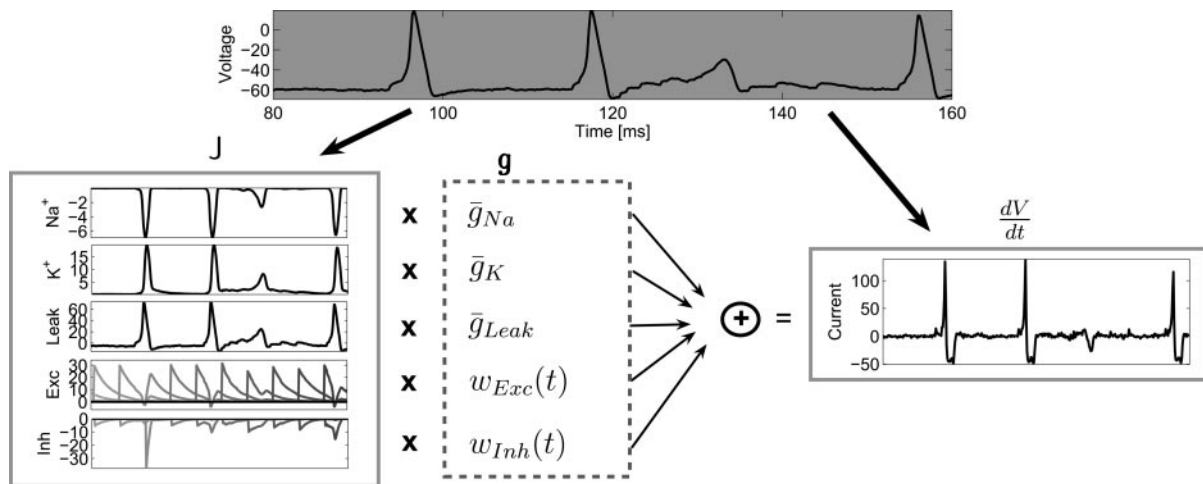 Voltage
0
−20
−40
−60
80
100
120
140
160
Time [ms]
J
Na+
−2
−4
−6
K+
15
10
5
Leak
60
40
20
0
Exc
30
20
10
0
Inh
0
−10
−20
−30
g
x ḡNa
x ḡK
x ḡLeak
x wExc(t)
x wInh(t)
+ =
dV
dt
Current
100
50
0
−50